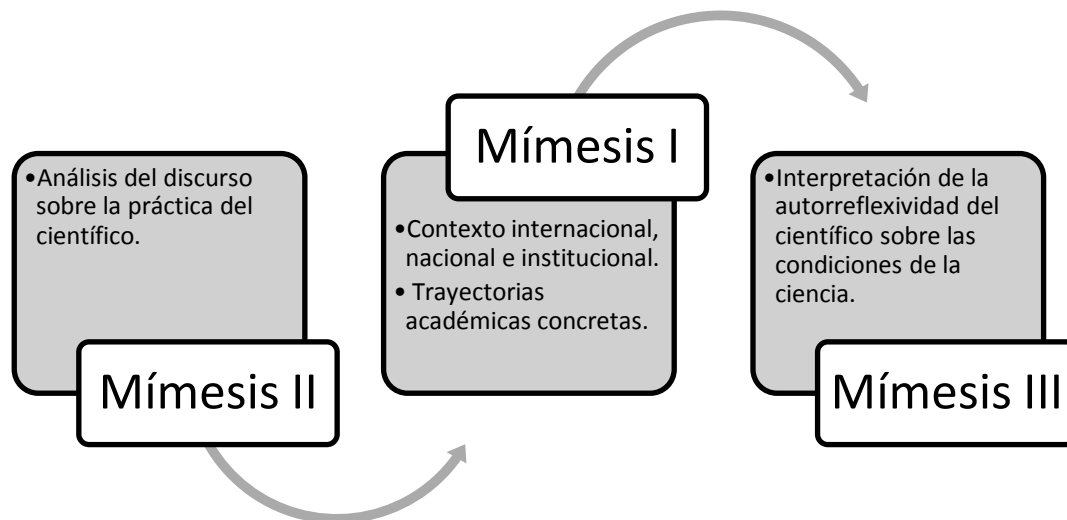 •Análisis del discurso
sobre la práctica del
científico.
Mímesis II
Mímesis I
•Contexto internacional,
nacional e institucional.
• Trayectorias
académicas concretas.
•Interpretación de la
autorreflexividad del
científico sobre las
condiciones de la
ciencia.
Mímesis III